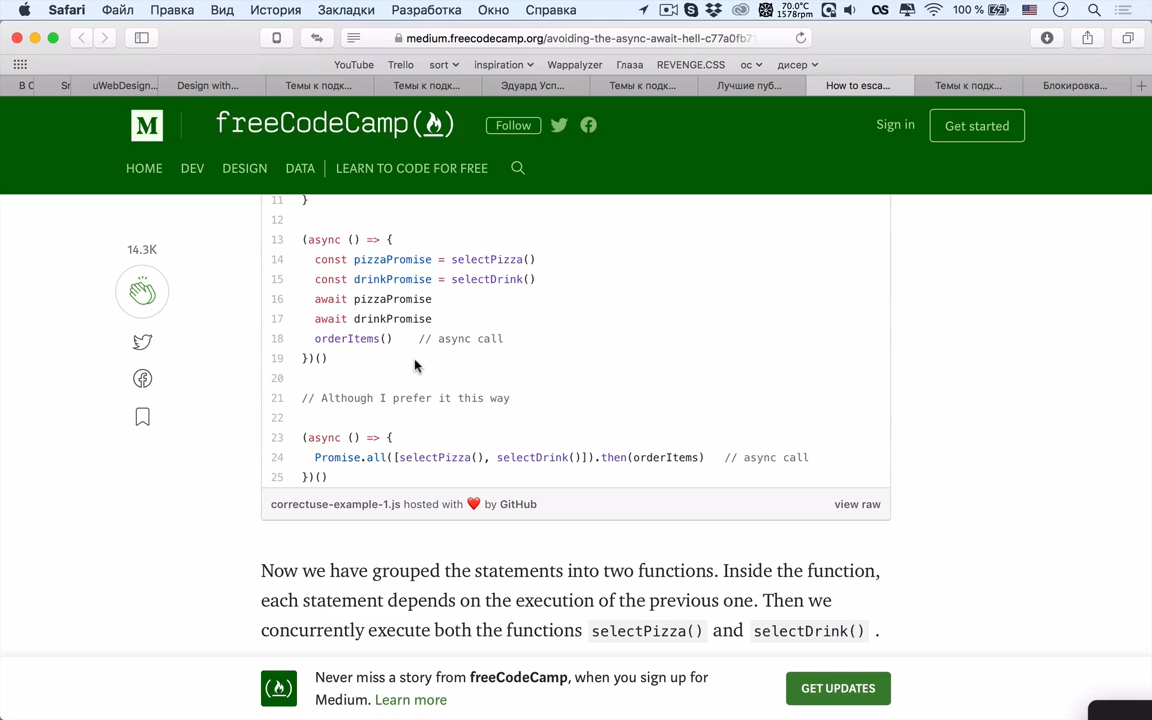 Safari Файл Правка Вид История Закладки Разработка Окно Справка 70.0°C 1578rpm 100 %
medium.freecodecamp.org/avoiding-the-async-await-hell-c77a0fb7
YouTube Trello sort inspiration Wappalyzer Глаза REVENGE.CSS ос дисер
В С Sr uWebDesign... Design with... Темы к подк... Темы к подк... Эдуард Усп... Темы к подк... Лучшие пуб... How to esca... Темы к подк... Блокировка...
M freeCodeCamp Follow Sign in Get started
HOME DEV DESIGN DATA LEARN TO CODE FOR FREE
11 }
12
13 (async () => {
14 const pizzaPromise = selectPizza()
15 const drinkPromise = selectDrink()
16 await pizzaPromise
17 await drinkPromise
18 orderItems() // async call
19 })()
20
21 // Although I prefer it this way
22
23 (async () => {
24 Promise.all([selectPizza(), selectDrink()]).then(orderItems) // async call
25 })()
14.3K
correctuse-example-1.js hosted with ❤ by GitHub view raw
Now we have grouped the statements into two functions. Inside the function,
each statement depends on the execution of the previous one. Then we
concurrently execute both the functions selectPizza() and selectDrink() .
Never miss a story from freeCodeCamp, when you sign up for
Medium. Learn more
GET UPDATES